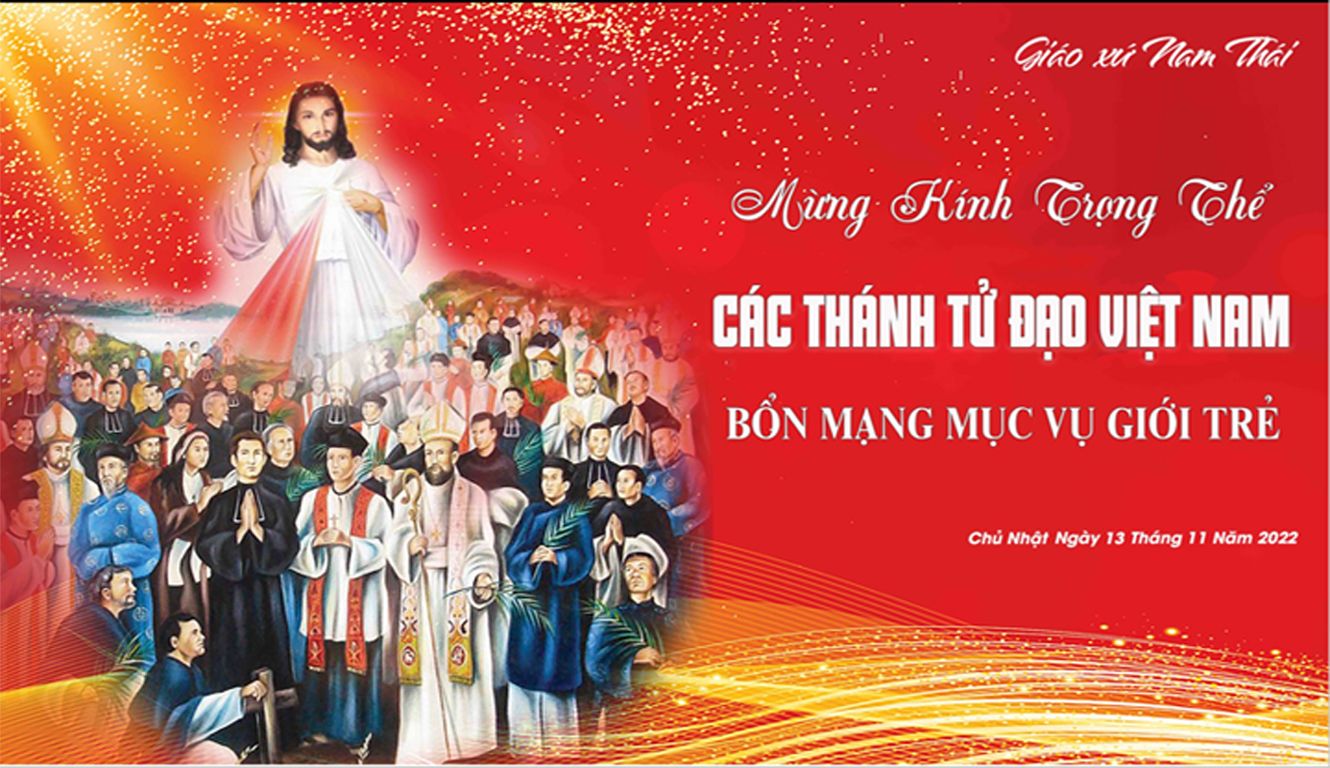 Giáo xứ Nam Thái
Mừng Kính Trọng Thể
CÁC THÁNH TỬ ĐẠO VIỆT NAM
BỔN MẠNG MỤC VỤ GIỚI TRẺ
Chủ Nhật Ngày 13 Tháng 11 Năm 2022